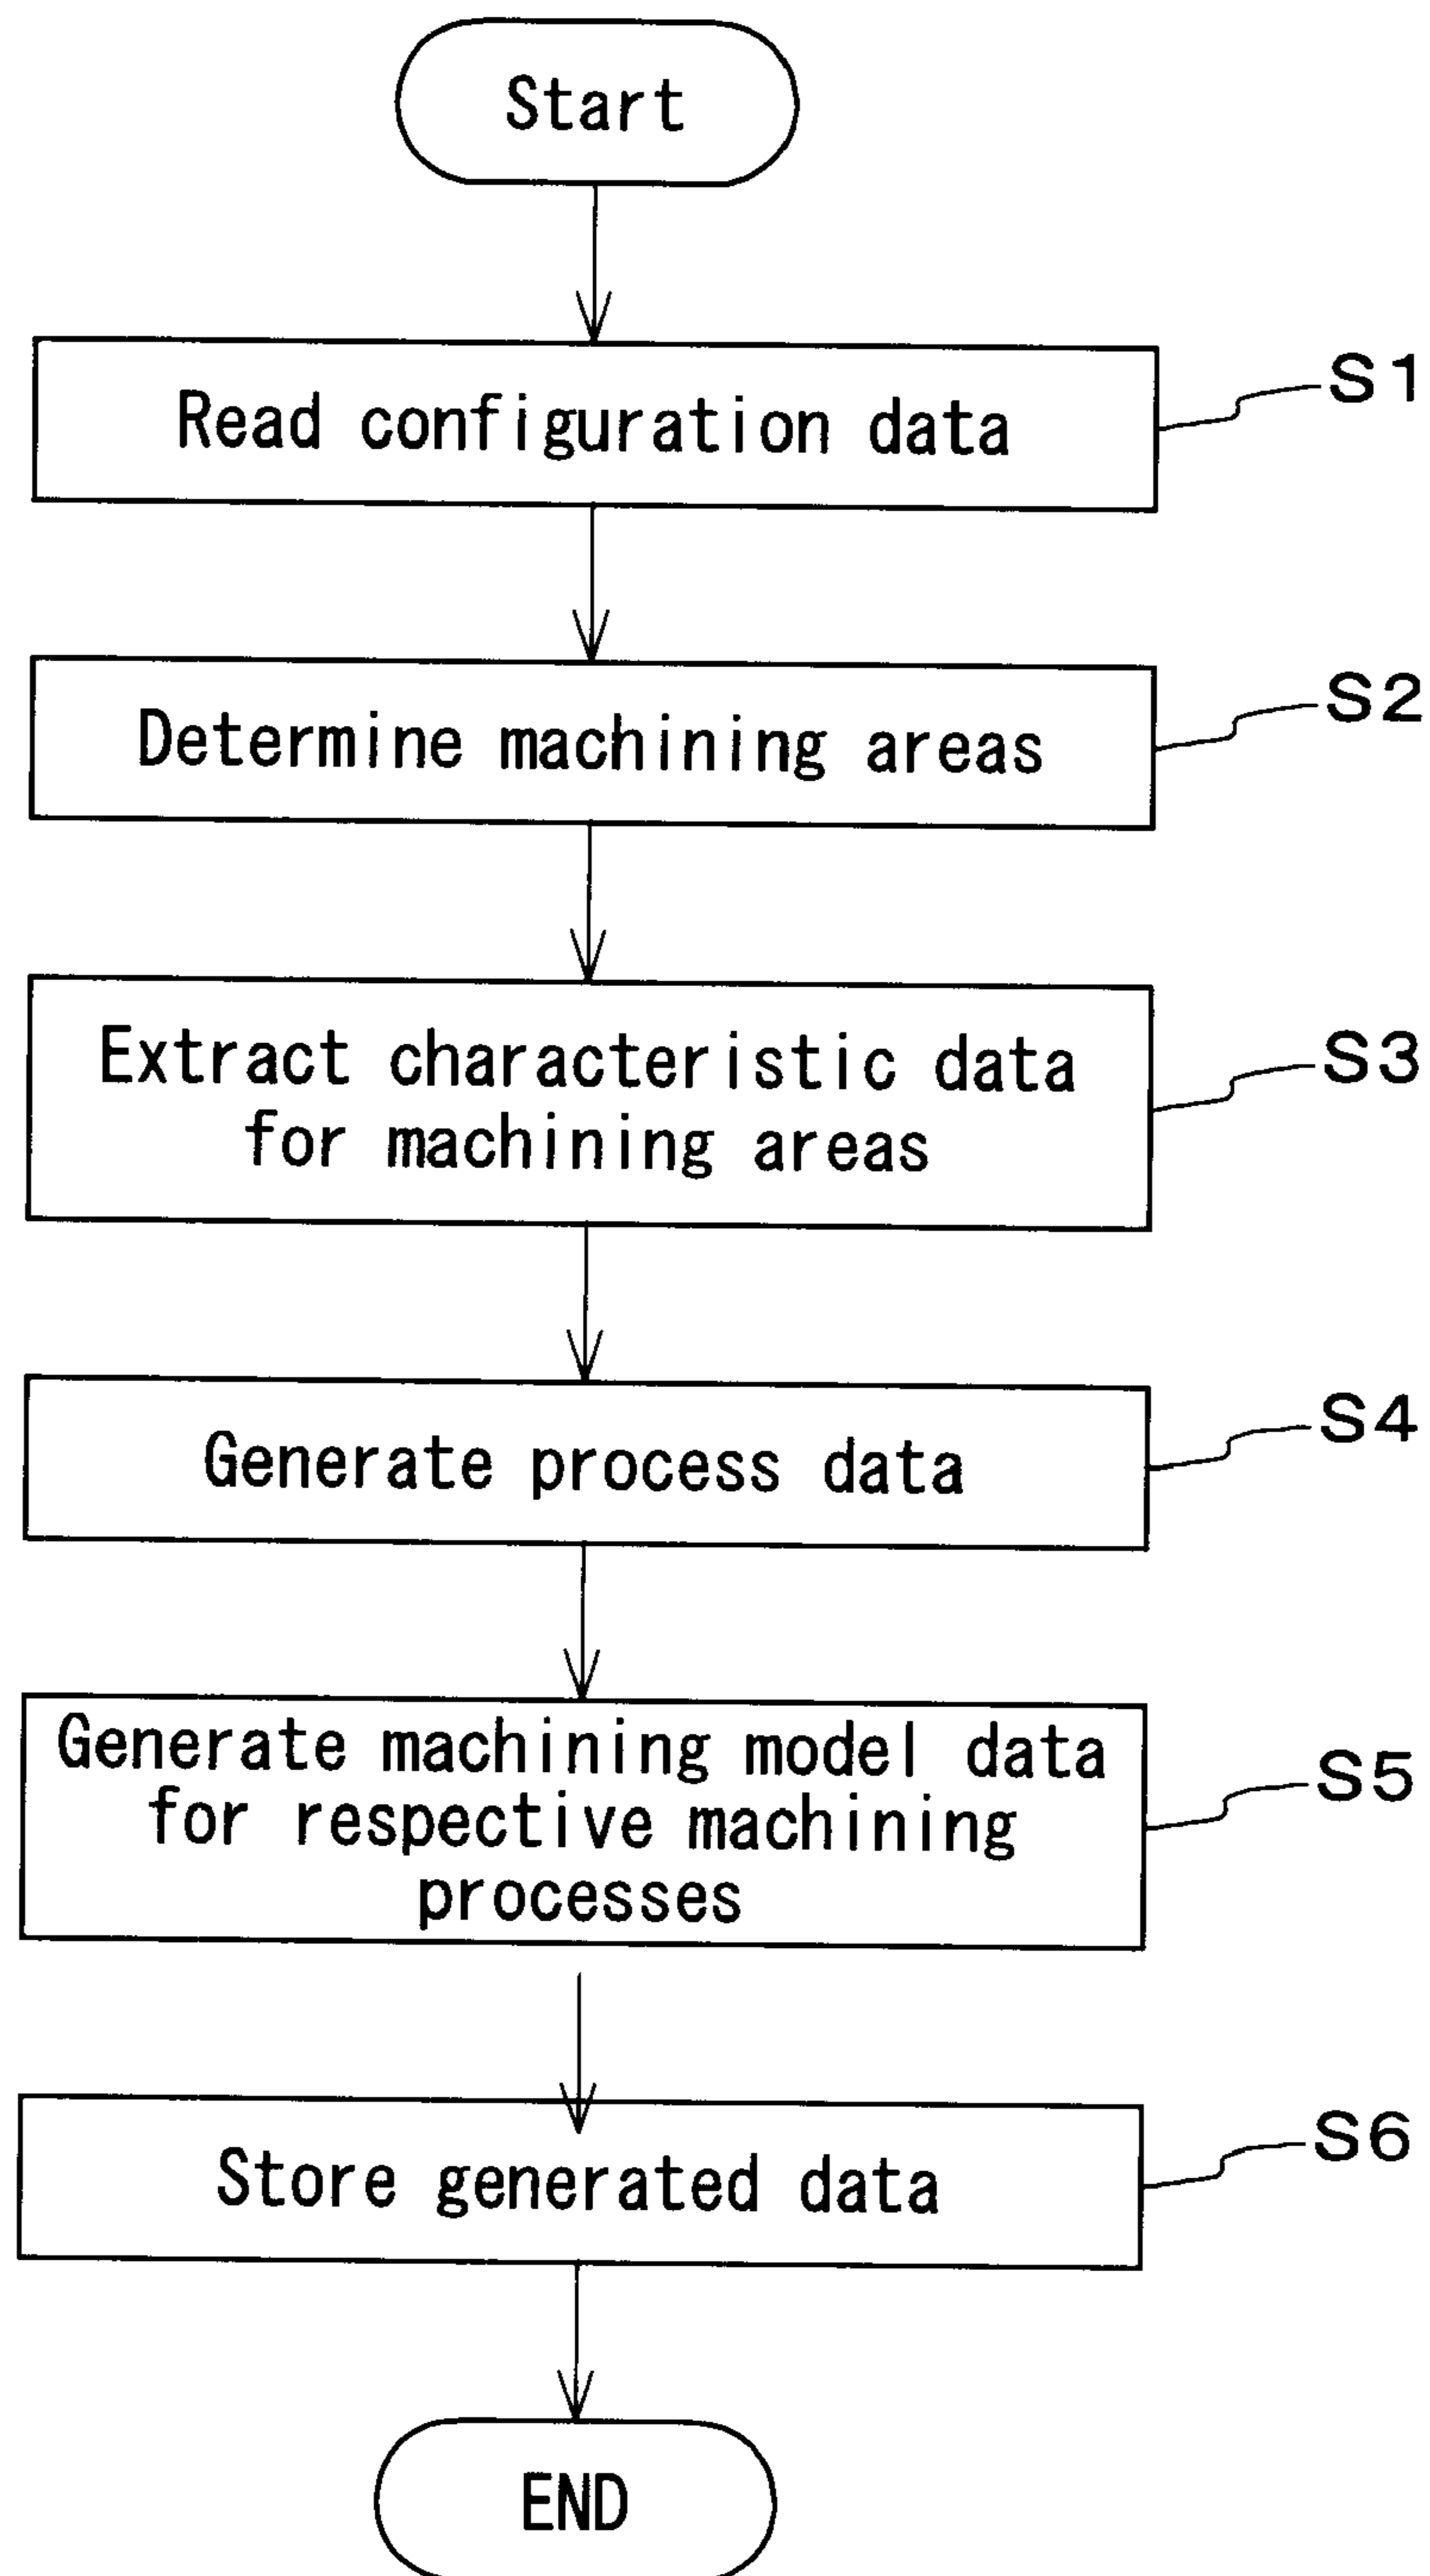 Start
Read configuration data
S1
Determine machining areas
S2
Extract characteristic data
for machining areas
S3
Generate process data
S4
Generate machining model data
for respective machining
processes
S5
Store generated data
S6
END